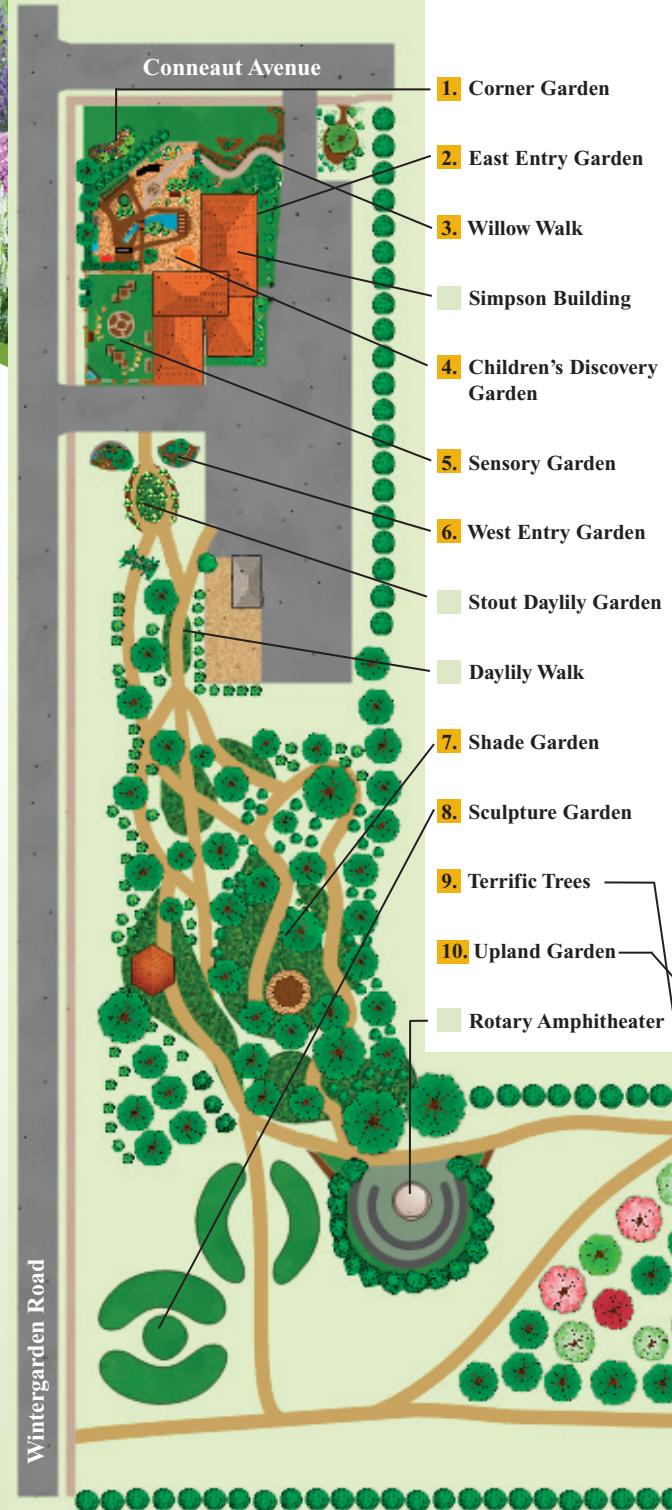 Conneaut Avenue
1. Corner Garden
2. East Entry Garden
3. Willow Walk
Simpson Building
4. Children’s Discovery
Garden
5. Sensory Garden
6. West Entry Garden
Stout Daylily Garden
Daylily Walk
7. Shade Garden
8. Sculpture Garden
9. Terrific Trees
10. Upland Garden
Rotary Amphitheater
Wintergarden Road